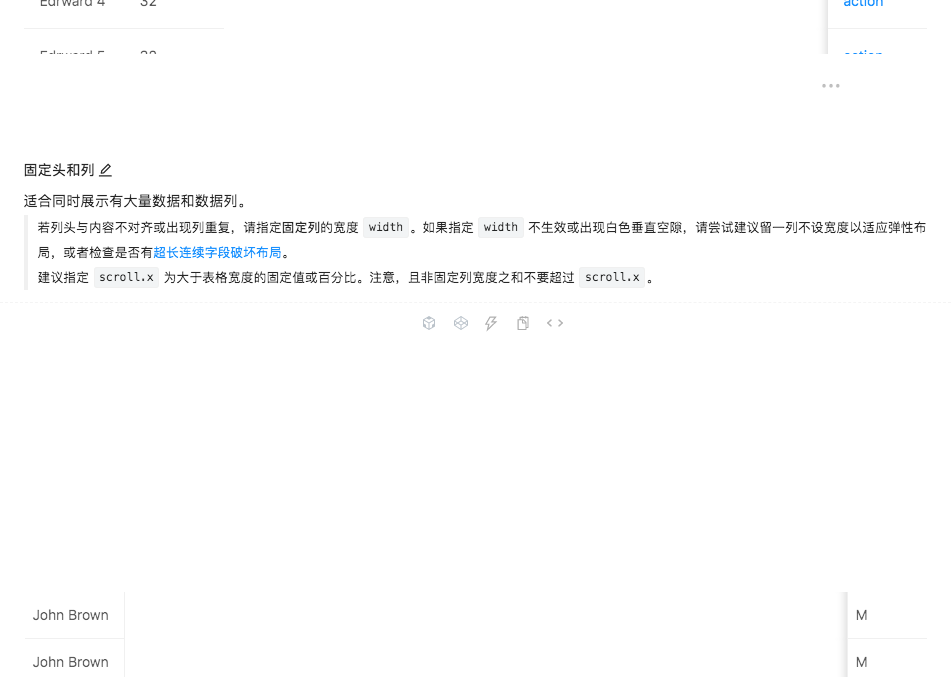 Edrward 4 32 action
Edrward 5 32 action
固定头和列
适合同时展示有大量数据和数据列。
若列头与内容不对齐或出现列重复，请指定固定列的宽度 width 。如果指定 width 不生效或出现白色垂直空隙，请尝试建议留一列不设宽度以适应弹性布
局，或者检查是否有超长连续字段破坏布局。
建议指定 scroll.x 为大于表格宽度的固定值或百分比。注意，且非固定列宽度之和不要超过 scroll.x 。
John Brown M
John Brown M